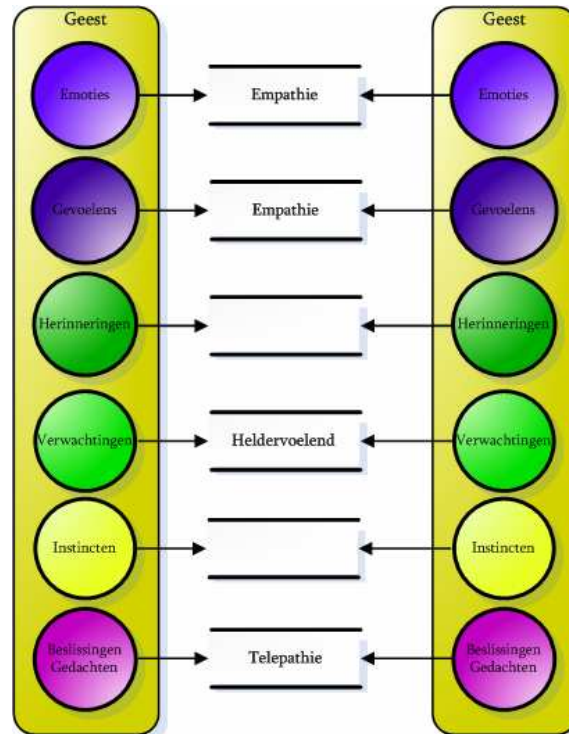 Geest
Geest
Emoties
Empathie
Emoties
Gevoelens
Empathie
Gevoelens
Herinneringen
Herinneringen
Verwachtingen
Heldervoelend
Verwachtingen
Instincten
Instincten
Beslissingen
Gedachten
Telepathie
Beslissingen
Gedachten